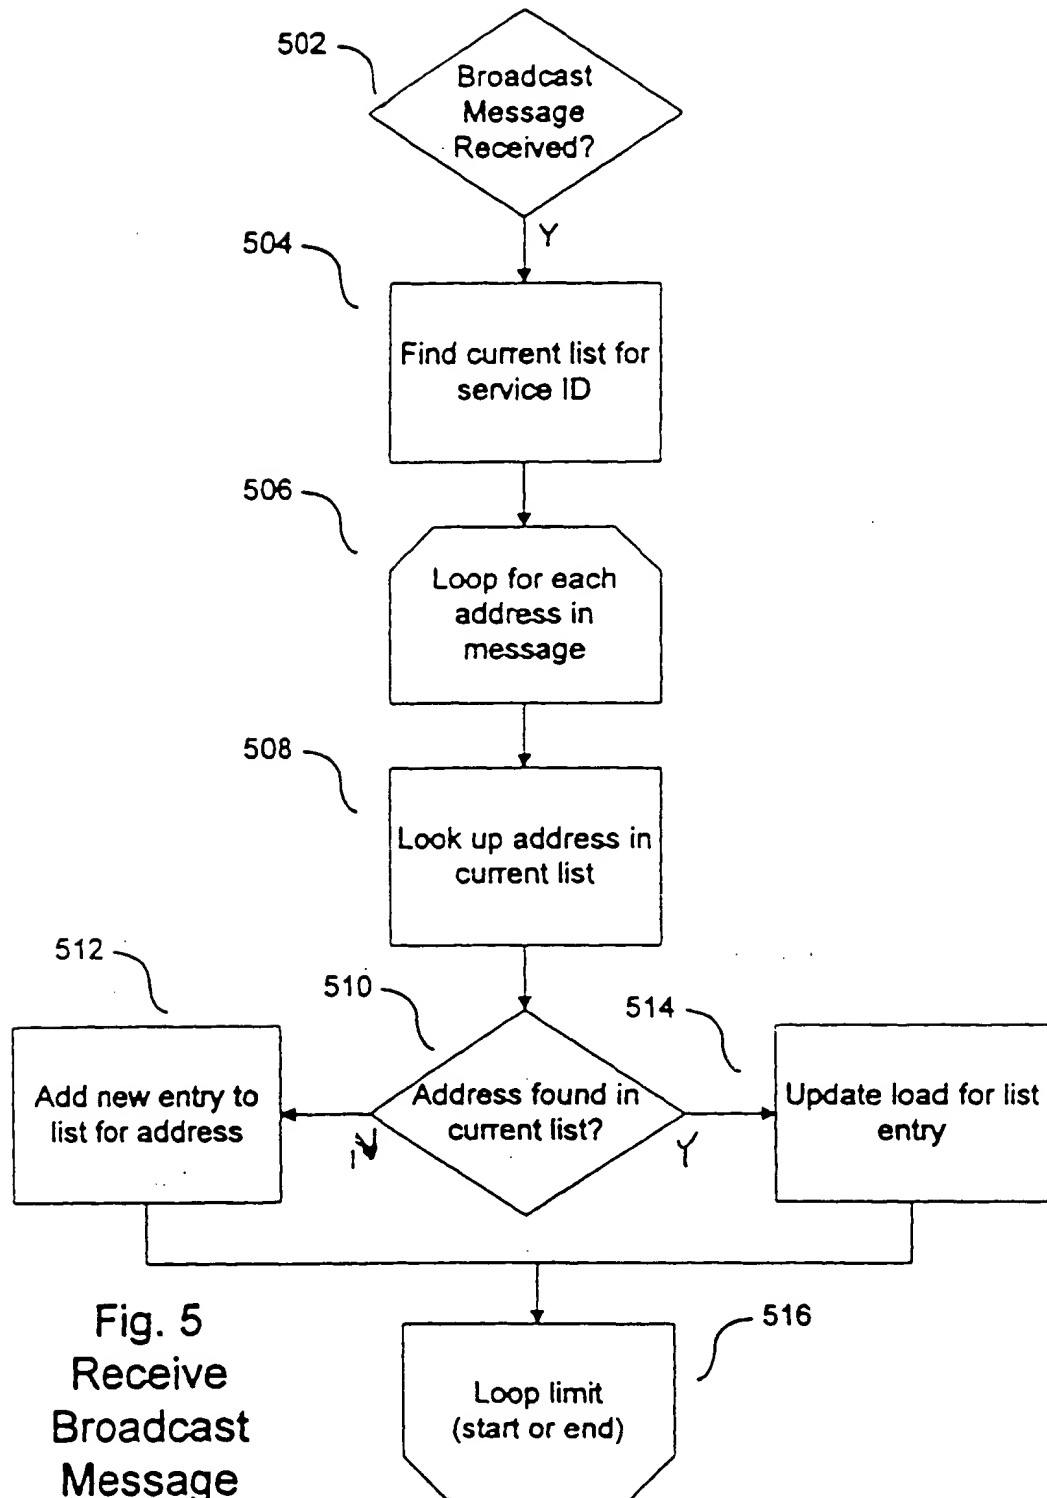 502
Broadcast
Message
Received?
Y
504
Find current list for
service ID
506
Loop for each
address in
message
508
Look up address in
current list
512
510
514
Add new entry to
list for address
Address found in
current list?
Update load for list
entry
N
Y
516
Fig. 5
Receive
Broadcast
Message
Loop limit
(start or end)